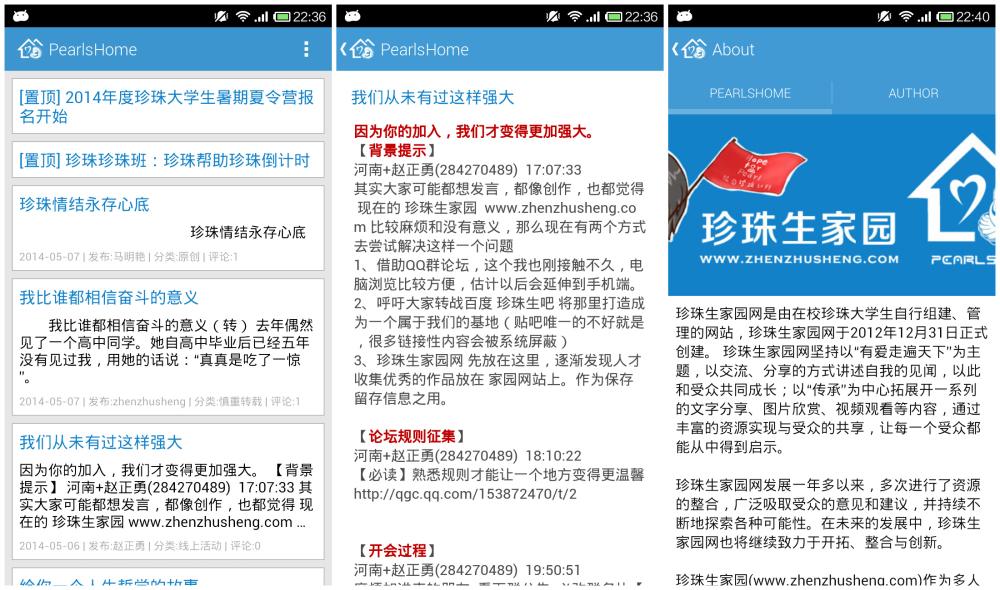 22:36
PearlsHome
[置顶] 2014年度珍珠大学生暑期夏令营报
名开始
[置顶] 珍珠珍珠班：珍珠帮助珍珠倒计时
珍珠情结永存心底
珍珠情结永存心底
2014-05-07 | 发布:马明艳 | 分类:原创 | 评论:1
我比谁都相信奋斗的意义
我比谁都相信奋斗的意义（转） 去年偶然
见了一个高中同学。她自高中毕业后已经五年
没有见过我，用她的话说：“真真是吃了一惊
”。
2014-05-07 | 发布:zhenzhusheng | 分类:慎重转载 | 评论:1
我们从未有过这样强大
因为你的加入，我们才变得更加强大。 【背景
提示】 河南+赵正勇(284270489) 17:07:33 其
实大家可能都想发言，都像创作，也都觉得 现
在的 珍珠生家园 www.zhenzhusheng.com ...
2014-05-06 | 发布:赵正勇 | 分类:线上活动 | 评论:0
给你一个人生哲学的故事
22:36
PearlsHome
我们从未有过这样强大
因为你的加入，我们才变得更加强大。
【背景提示】
河南+赵正勇(284270489) 17:07:33
其实大家可能都想发言，都像创作，也都觉得
现在的 珍珠生家园 www.zhenzhusheng.co
m 比较麻烦和没有意义，那么现在有两个方式
去尝试解决这样一个问题
1、借助QQ群论坛，这个我也刚接触不久，电
脑浏览比较方便，估计以后会延伸到手机端。
2、呼吁大家转战百度 珍珠生吧 将那里打造成
为一个属于我们的基地（贴吧唯一的不好就是
，很多链接性内容会被系统屏蔽）
3、珍珠生家园网 先放在这里，逐渐发现人才
收集优秀的作品放在 家园网站上。作为保存
留存信息之用。
【论坛规则征集】
河南+赵正勇(284270489) 18:10:22
【必读】熟悉规则才能让一个地方变得更温馨
http://qgc.qq.com/153872470/t/2
【开会过程】
河南+赵正勇(284270489) 19:50:51
22:40
About
PEARLSHOME
AUTHOR
Hope
for
Pearl
珍珠生家园
WWW.ZHENZHUSHENG.COM
PEARLS
珍珠生家园网是由在校珍珠大学生自行组建、管
理的网站，珍珠生家园网于2012年12月31日正式
创建。 珍珠生家园网坚持以“有爱走遍天下”为主
题，以交流、分享的方式讲述自我的见闻，以此
和受众共同成长；以“传承”为中心拓展开一系列
的文字分享、图片欣赏、视频观看等内容，通过
丰富的资源实现与受众的共享，让每一个受众都
能从中得到启示。
珍珠生家园网发展一年多以来，多次进行了资源
的整合，广泛吸取受众的意见和建议，并持续不
断地探索各种可能性。在未来的发展中，珍珠生
家园网也将继续致力于开拓、整合与创新。
珍珠生家园(www.zhenzhusheng.com)作为多人